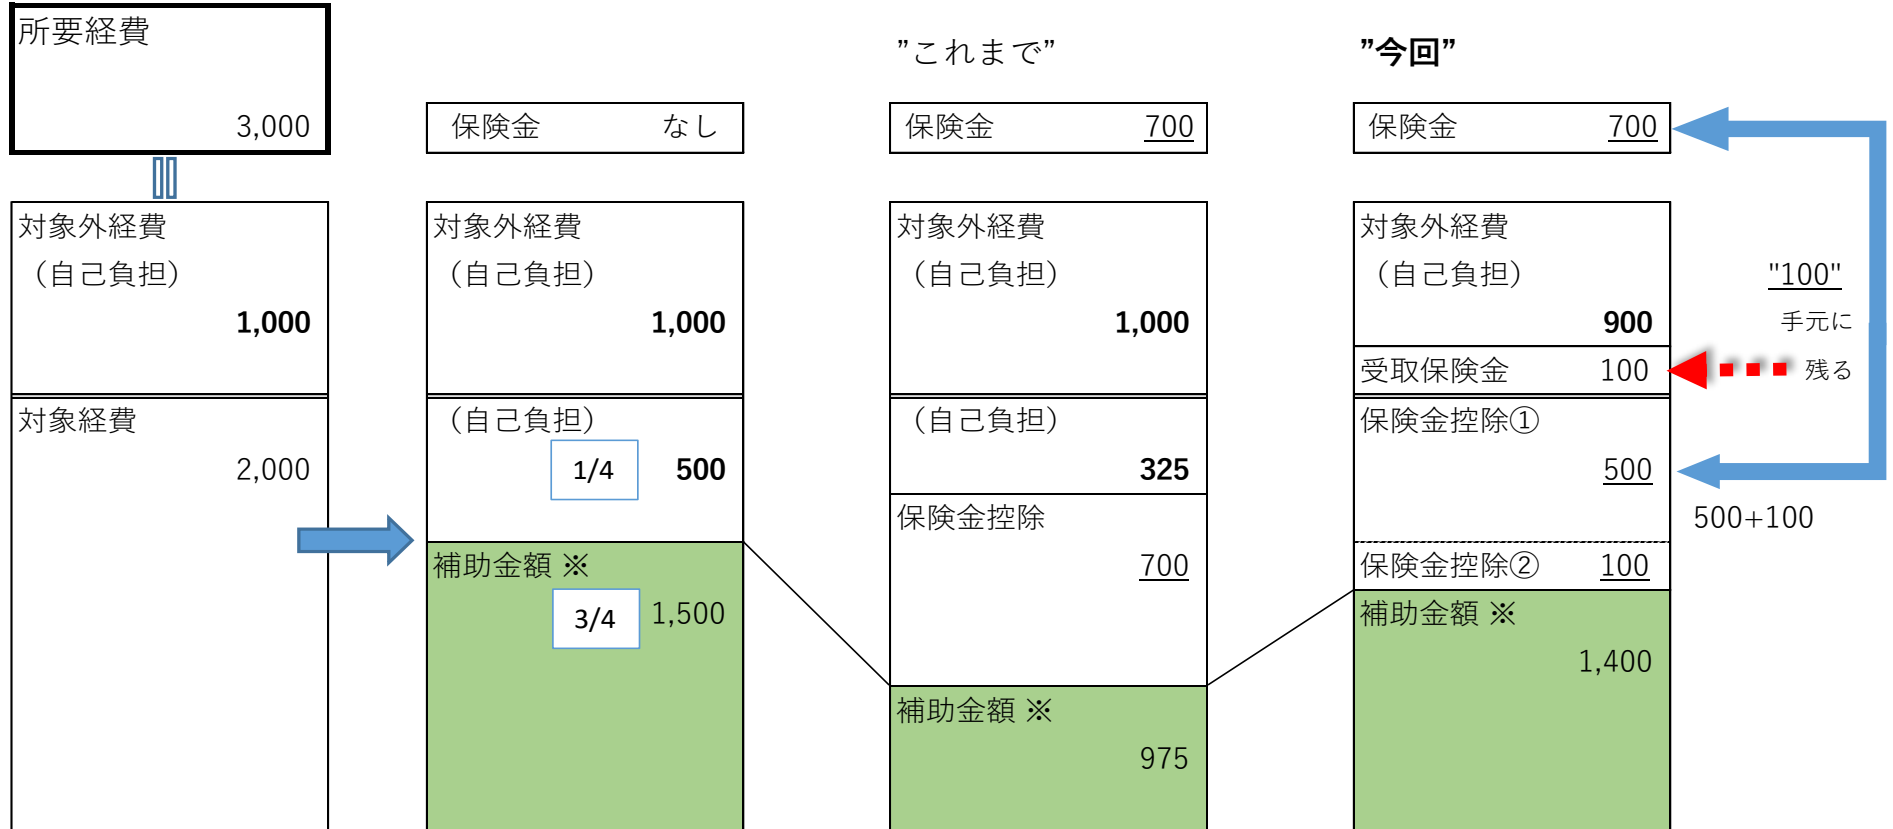 所要経費
3,000
対象外経費
（自己負担）
1,000
対象経費
2,000
保険金 なし
対象外経費
（自己負担）
1,000
（自己負担）
1/4 500
補助金額 ※
3/4 1,500
”これまで”
保険金 700
対象外経費
（自己負担）
1,000
（自己負担）
325
保険金控除
700
補助金額 ※
975
”今回”
保険金 700
対象外経費
（自己負担）
900
受取保険金 100
保険金控除①
500
保険金控除② 100
補助金額 ※
1,400
"100"
手元に
残る
500+100